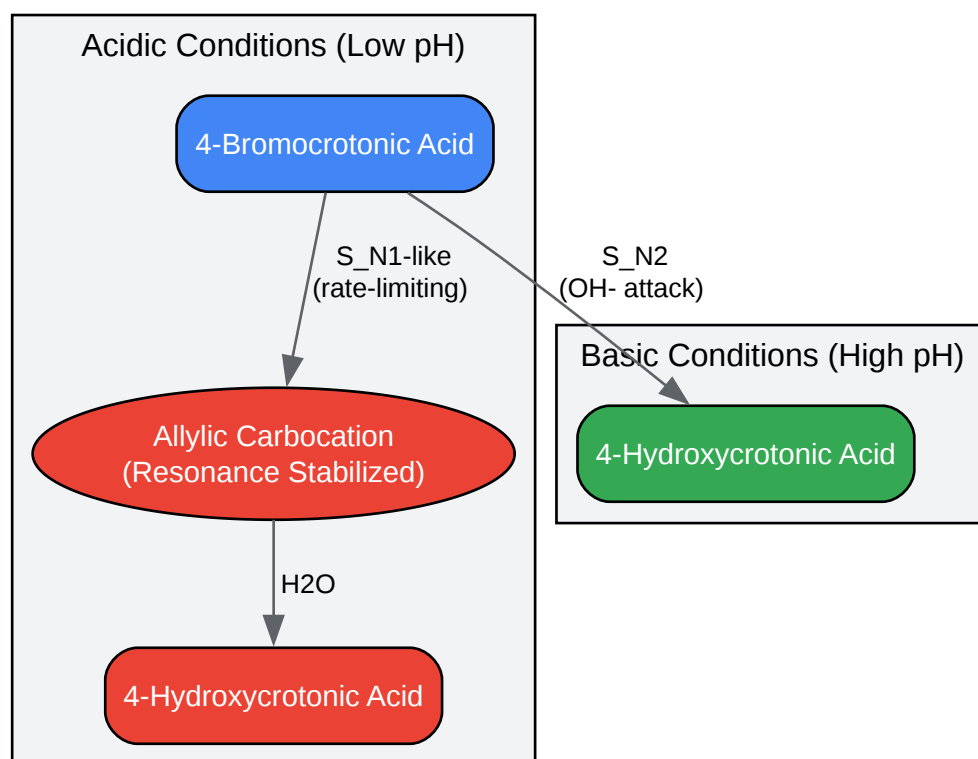 Acidic Conditions (Low pH)
4-Bromocrotonic Acid
S_N1-like
(rate-limiting)
S_N2
(OH- attack)
Basic Conditions (High pH)
Allylic Carbocation
(Resonance Stabilized)
4-Hydroxycrotonic Acid
H2O
4-Hydroxycrotonic Acid